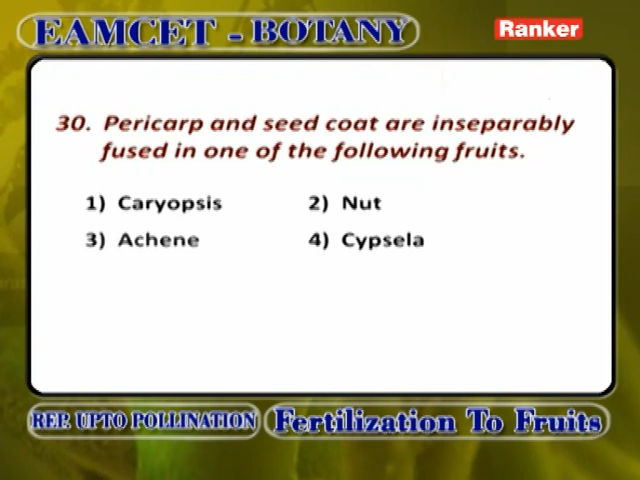 EAMCET - BOTANY
Ranker
30. Pericarp and seed coat are inseparably
fused in one of the following fruits.
1) Caryopsis 2) Nut
3) Achene 4) Cypsela
REP. UPTO POLLINATION Fertilization To Fruits